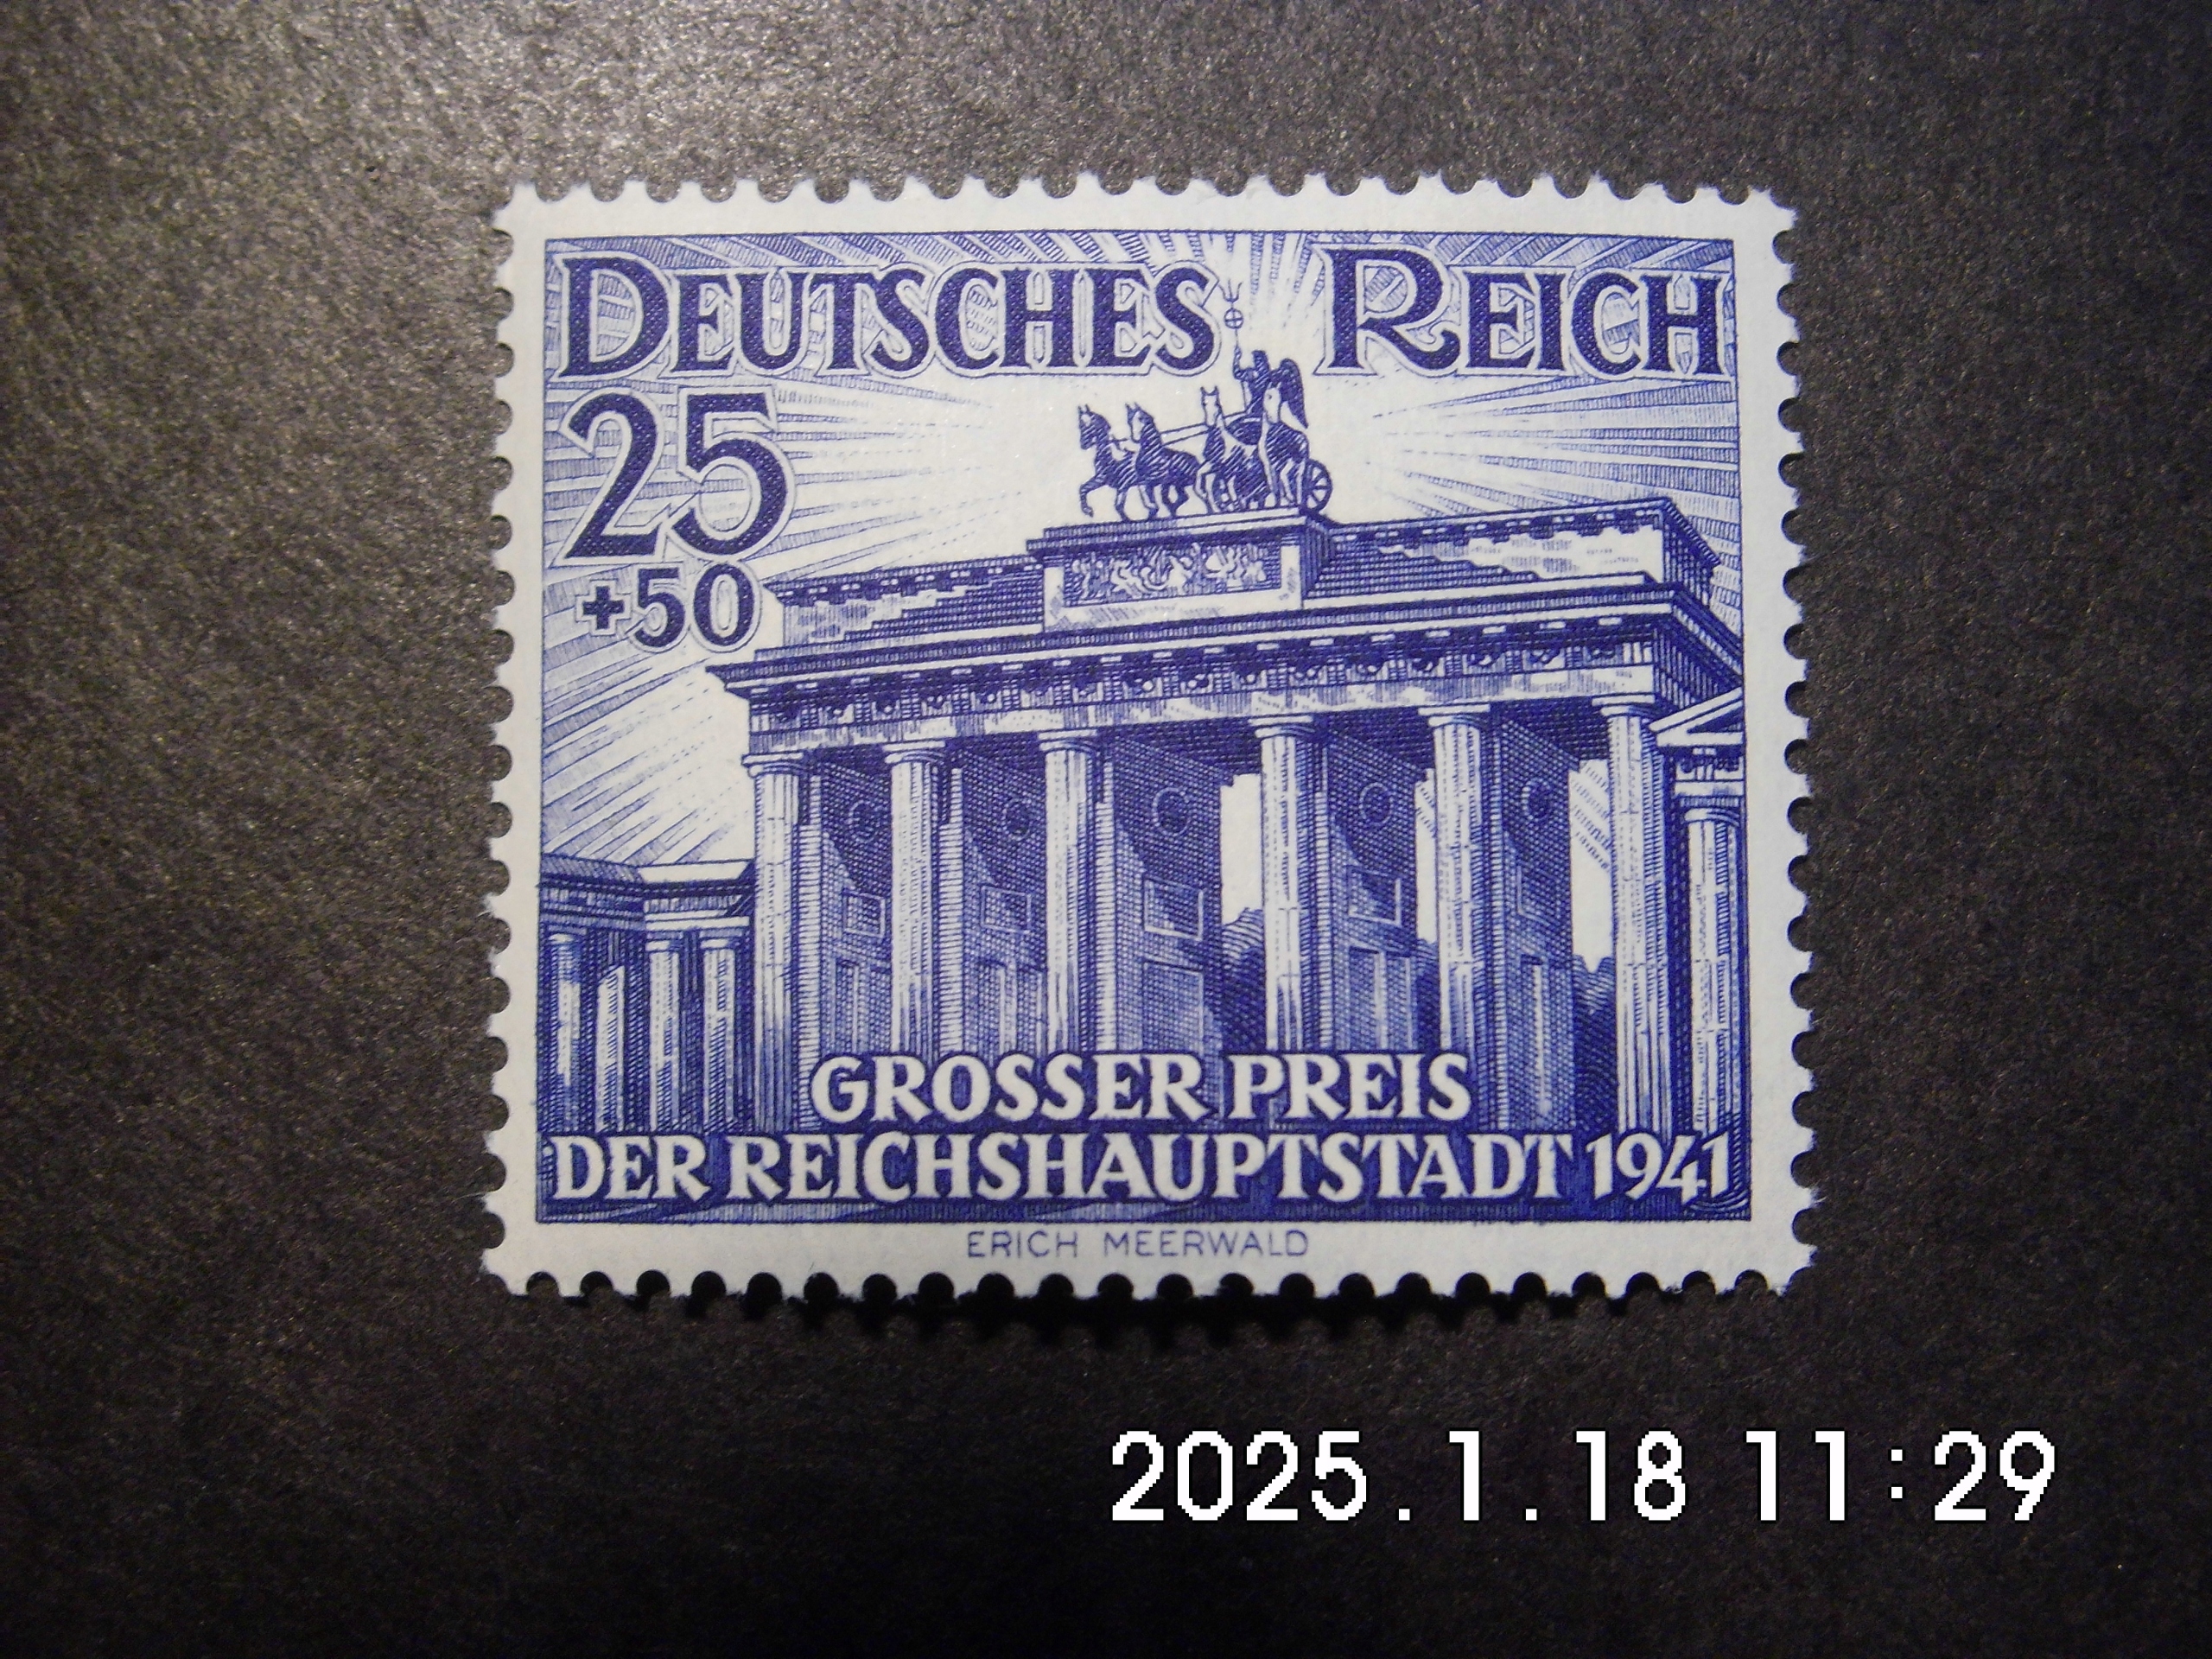 DEUTSCHES REICH
25
+50
GROSSER PREIS
DER REICHSHAUPTSTADT 1941
ERICH MEERWALD
2025. 1. 18 11:29